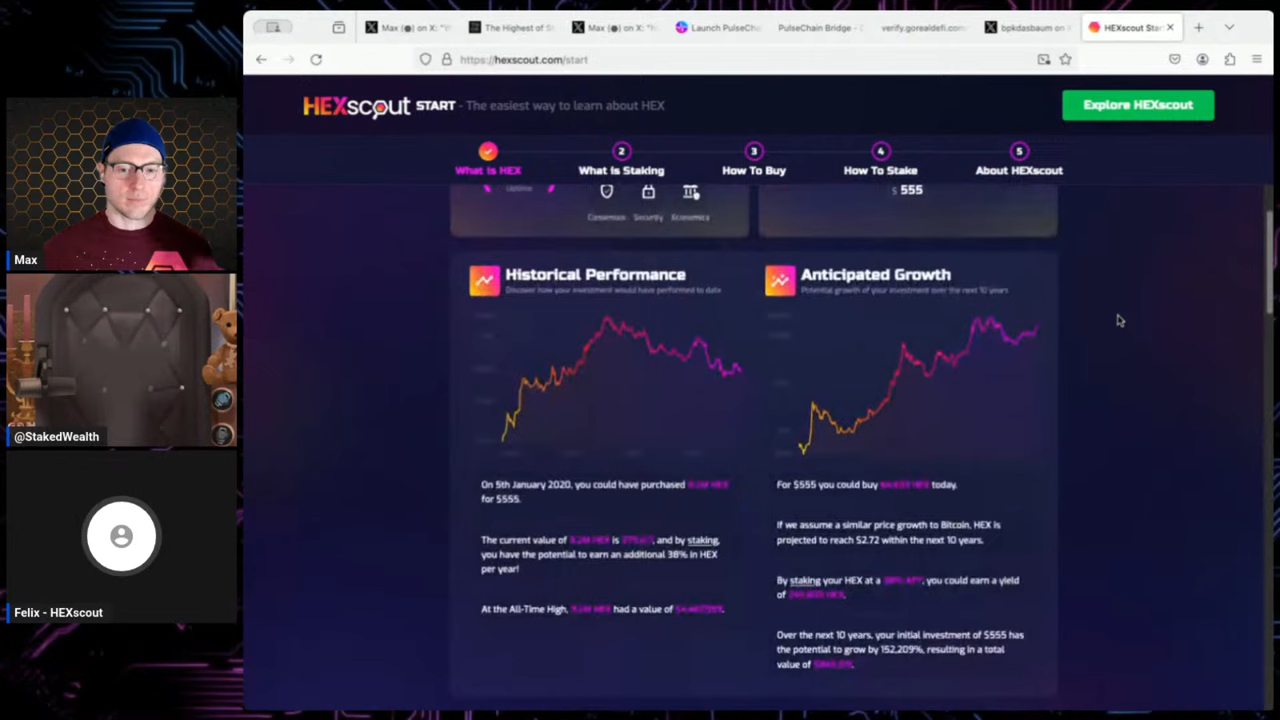 Max (●) on X: "W
The Highest of St
Max (●) on X: "N
Launch PulseCha
PulseChain Bridge -
verify.gorealdefi.com
bpkdasbaum on
HEXscout Star
https://hexscout.com/start
HEXscout START - The easiest way to learn about HEX
Explore HEXscout
2 3 4 5
What Is HEX What Is Staking How To Buy How To Stake About HEXscout
Uptime
$ 555
Consensus Security Economics
Historical Performance
Discover how your investment would have performed to date
Anticipated Growth
Potential growth of your investment over the next 10 years
On 5th January 2020, you could have purchased
for $555.
The current value of is , and by staking,
you have the potential to earn an additional 38% in HEX
per year!
At the All-Time High, had a value of
For $555 you could buy today.
If we assume a similar price growth to Bitcoin, HEX is
projected to reach $2.72 within the next 10 years.
By staking your HEX at a , you could earn a yield
of
Over the next 10 years, your initial investment of $555 has
the potential to grow by 152,209%, resulting in a total
value of
Max
@StakedWealth
Felix - HEXscout